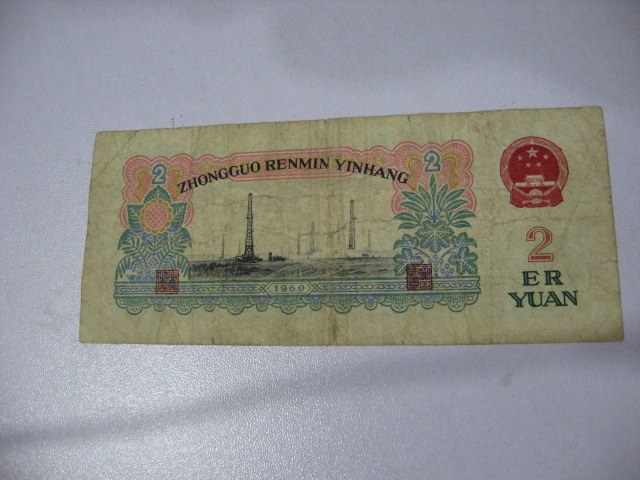 2
ZHONGGUO RENMIN YINHANG
2
1960
2
ER
YUAN